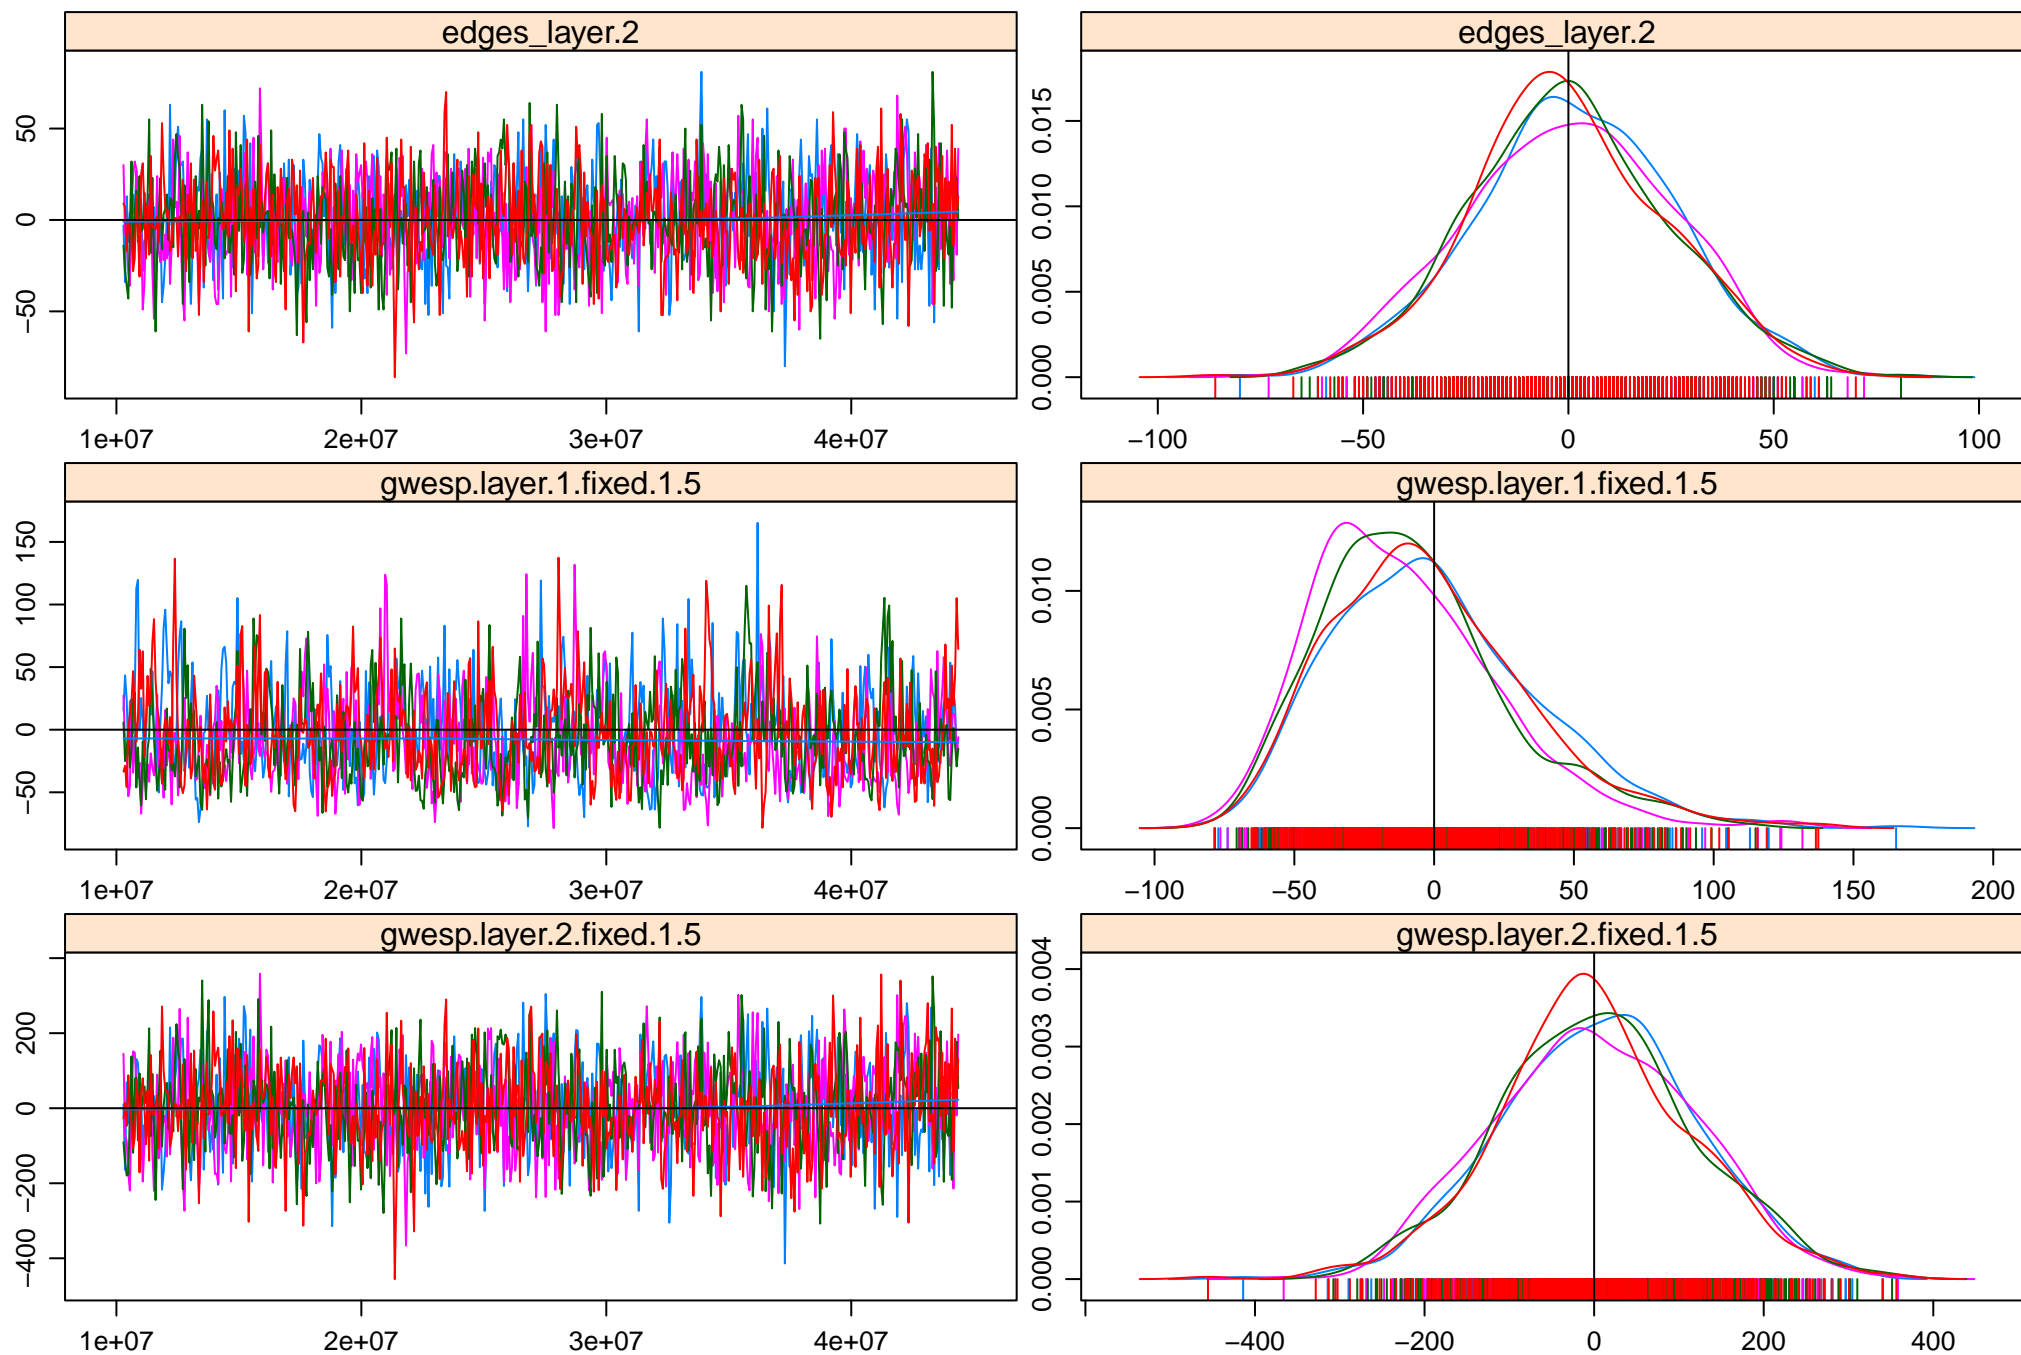 edges_layer.2
edges_layer.2
50
0
−50
1e+07 2e+07 3e+07 4e+07
0.015
0.010
0.005
0.000
−100 −50 0 50 100
gwesp.layer.1.fixed.1.5
gwesp.layer.1.fixed.1.5
150
100
50
0
−50
1e+07 2e+07 3e+07 4e+07
0.010
0.005
0.000
−100 −50 0 50 100 150 200
gwesp.layer.2.fixed.1.5
gwesp.layer.2.fixed.1.5
200
0
−200
−400
1e+07 2e+07 3e+07 4e+07
0.004
0.003
0.002
0.001
0.000
−400 −200 0 200 400